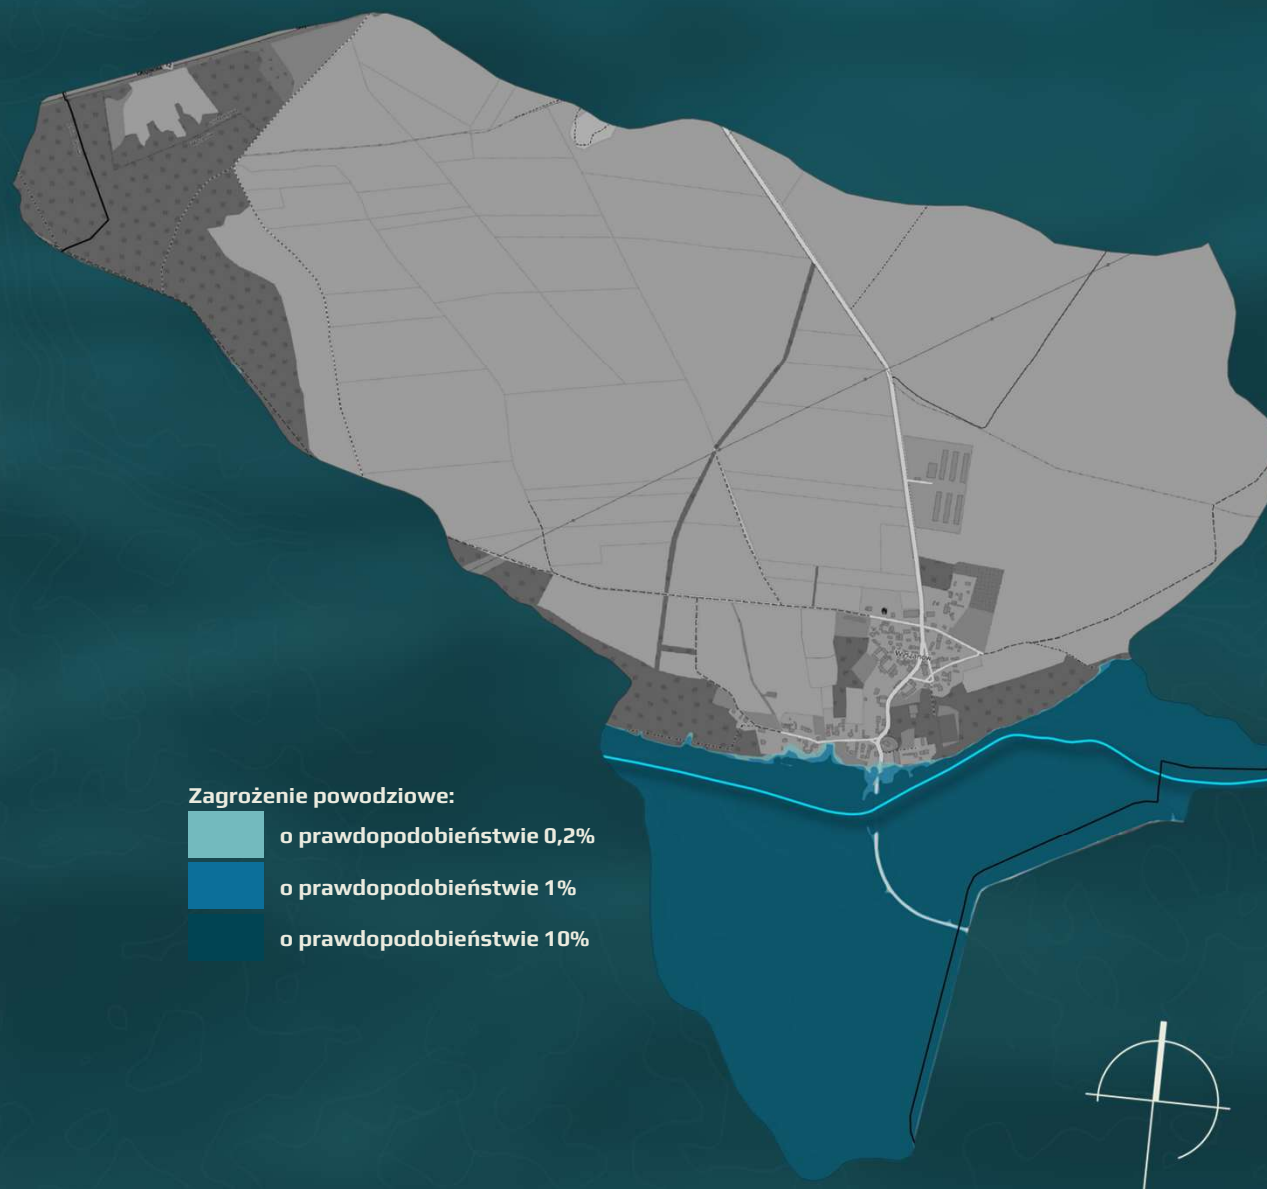 Zagrożenie powodziowe:
o prawdopodobieństwie 0,2%
o prawdopodobieństwie 1%
o prawdopodobieństwie 10%